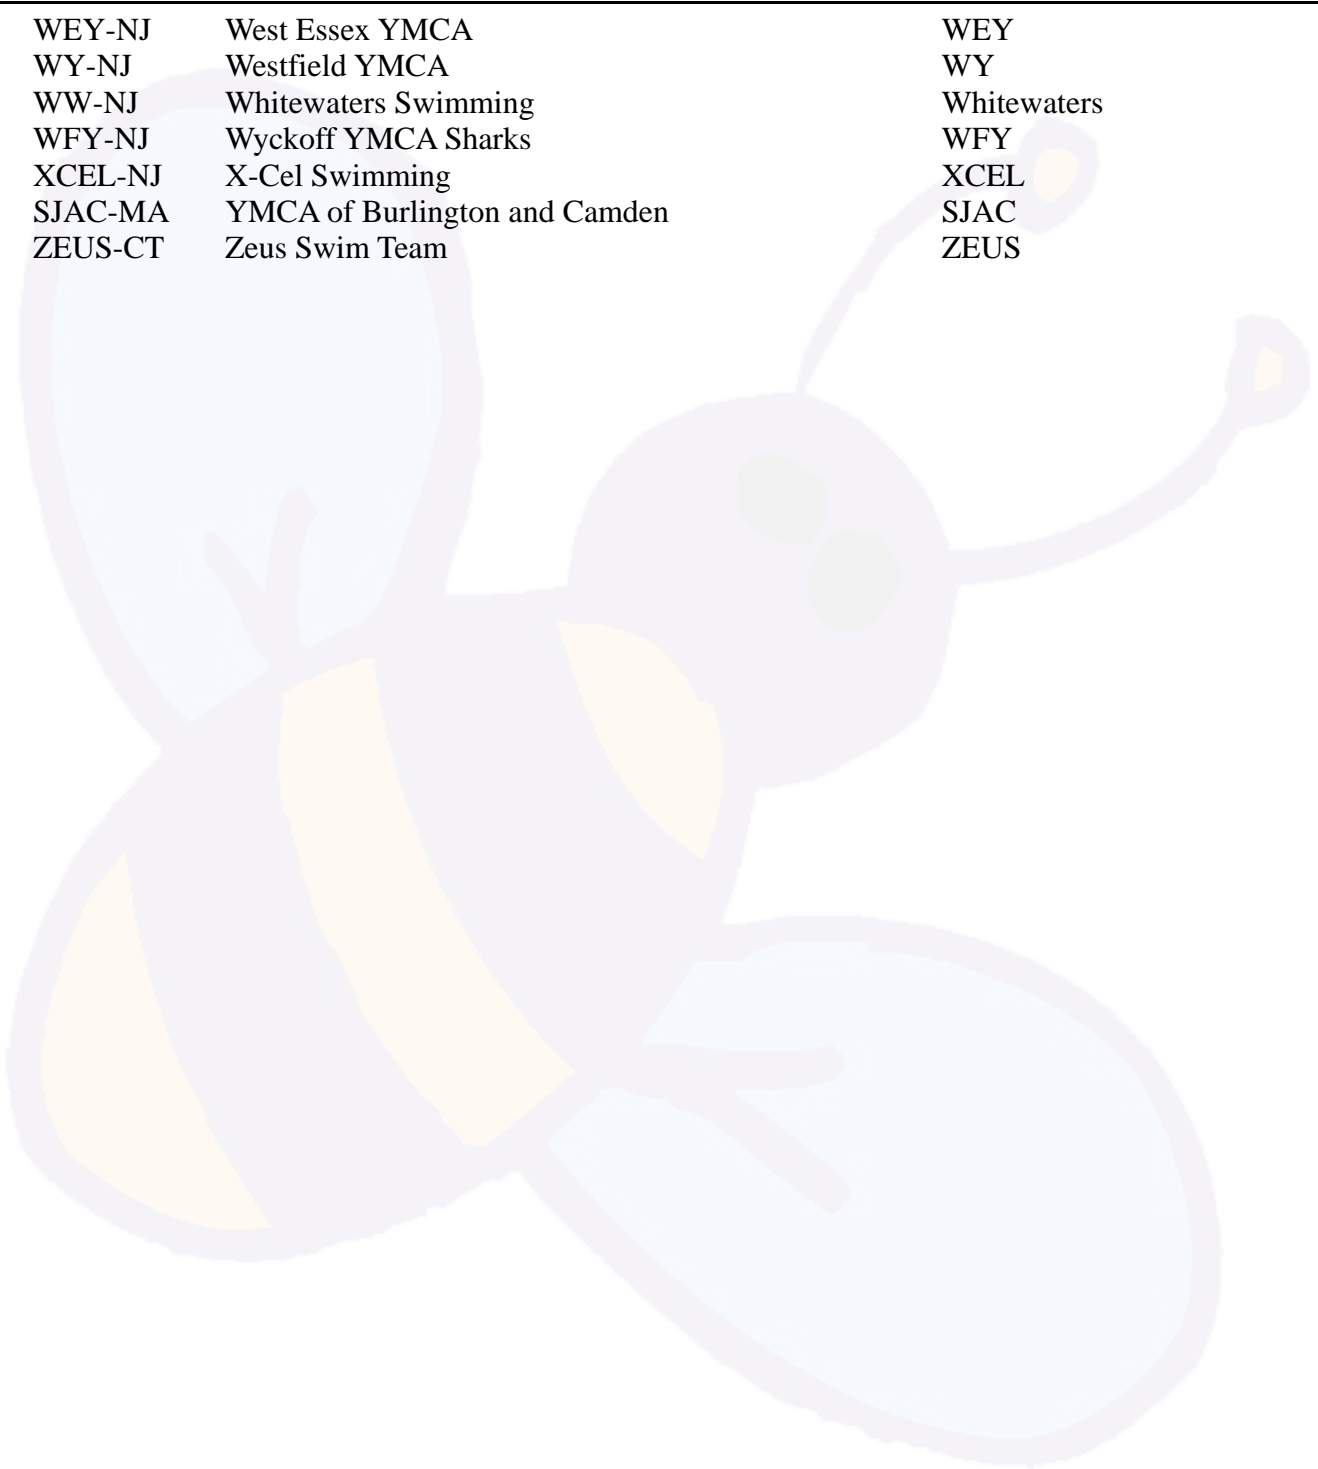 WEY-NJ West Essex YMCA WEY
WY-NJ Westfield YMCA WY
WW-NJ Whitewaters Swimming Whitewaters
WFY-NJ Wyckoff YMCA Sharks WFY
XCEL-NJ X-Cel Swimming XCEL
SJAC-MA YMCA of Burlington and Camden SJAC
ZEUS-CT Zeus Swim Team ZEUS